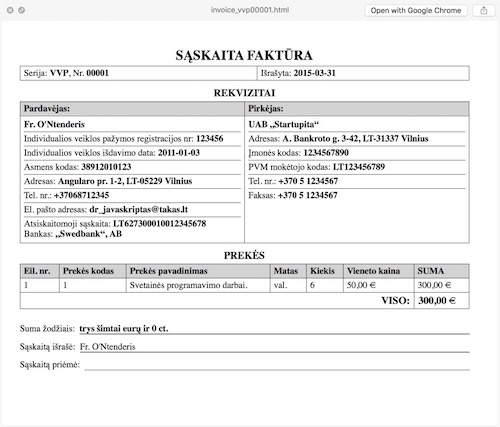 invoice_vvp00001.html
Open with Google Chrome
SĄSKAITA FAKTŪRA
Serija: VVP, Nr. 00001
Išrašyta: 2015-03-31
REKVIZITAI
Pardavėjas:
Fr. O'Ntenderis
Individualios veiklos pažymos registracijos nr: 123456
Individualios veiklos išdavimo data: 2011-01-03
Asmens kodas: 38912010123
Adresas: Angularo pr. 1-2, LT-05229 Vilnius
Tel. nr.: +37068712345
El. pašto adresas: dr_javaskriptas@takas.lt
Atsiskaitomoji sąskaita: LT627300010012345678
Bankas: „Swedbank“, AB
Pirkėjas:
UAB „Startupita“
Adresas: A. Bankroto g. 3-42, LT-31337 Vilnius
Įmonės kodas: 1234567890
PVM mokėtojo kodas: LT123456789
Tel. nr.: +370 5 1234567
Faksas: +370 5 1234567
PREKĖS
Eil. nr. Prekės kodas Prekės pavadinimas Matas Kiekis Vieneto kaina SUMA
1 1 Svetainės programavimo darbai. val. 6 50,00 € 300,00 €
VISO: 300,00 €
Suma žodžiais: trys šimtai eurų ir 0 ct.
Sąskaitą išrašė: Fr. O'Ntenderis
Sąskaitą priėmė: